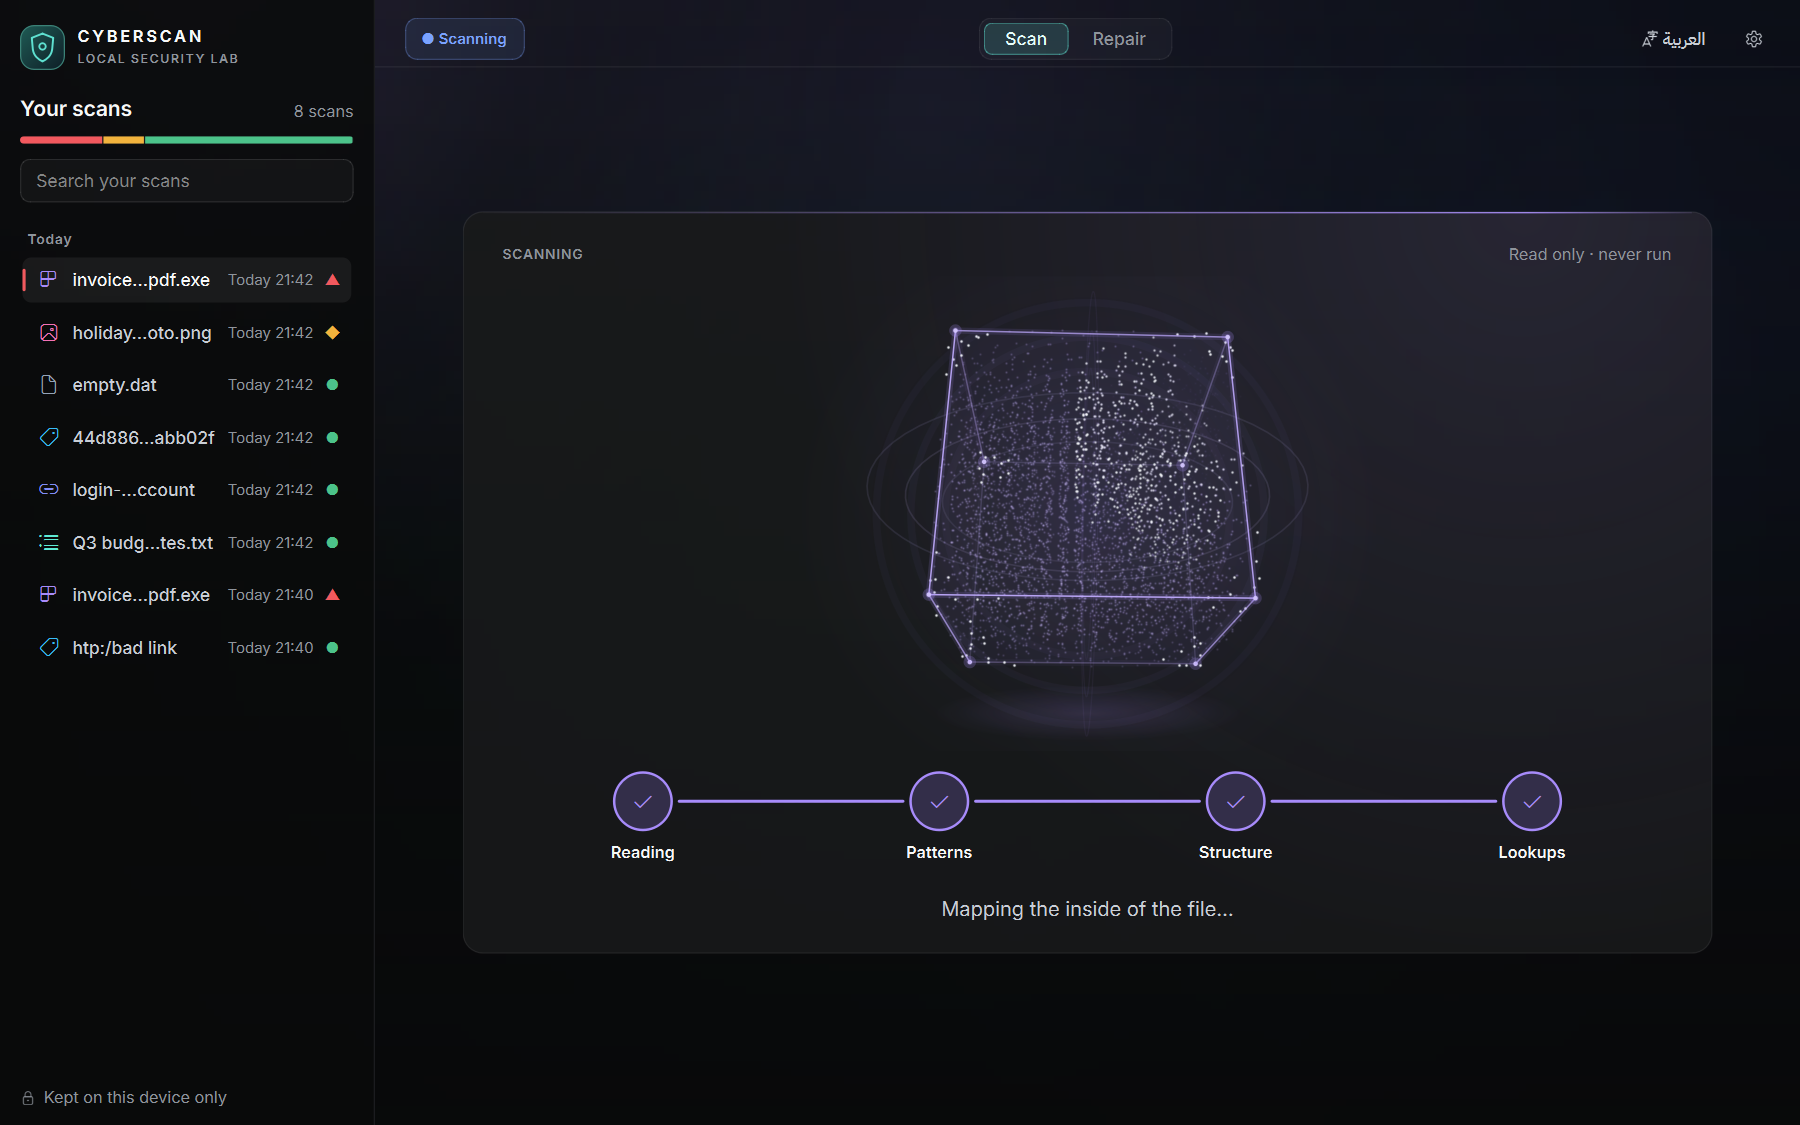 CYBERSCAN
LOCAL SECURITY LAB
Your scans
8 scans
Search your scans
Today
invoice...pdf.exe Today 21:42
holiday...oto.png Today 21:42
empty.dat Today 21:42
44d886...abb02f Today 21:42
login-...ccount Today 21:42
Q3 budg...tes.txt Today 21:42
invoice...pdf.exe Today 21:40
htp:/bad link Today 21:40
Kept on this device only
Scanning
Scan
Repair
العربية
SCANNING
Read only · never run
Reading
Patterns
Structure
Lookups
Mapping the inside of the file...